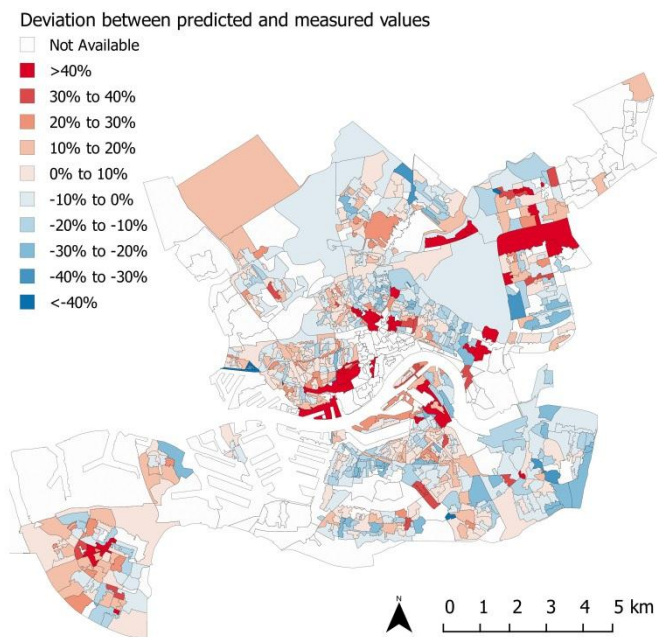 Deviation between predicted and measured values
Not Available
>40%
30% to 40%
20% to 30%
10% to 20%
0% to 10%
-10% to 0%
-20% to -10%
-30% to -20%
-40% to -30%
<-40%
N
0 1 2 3 4 5 km